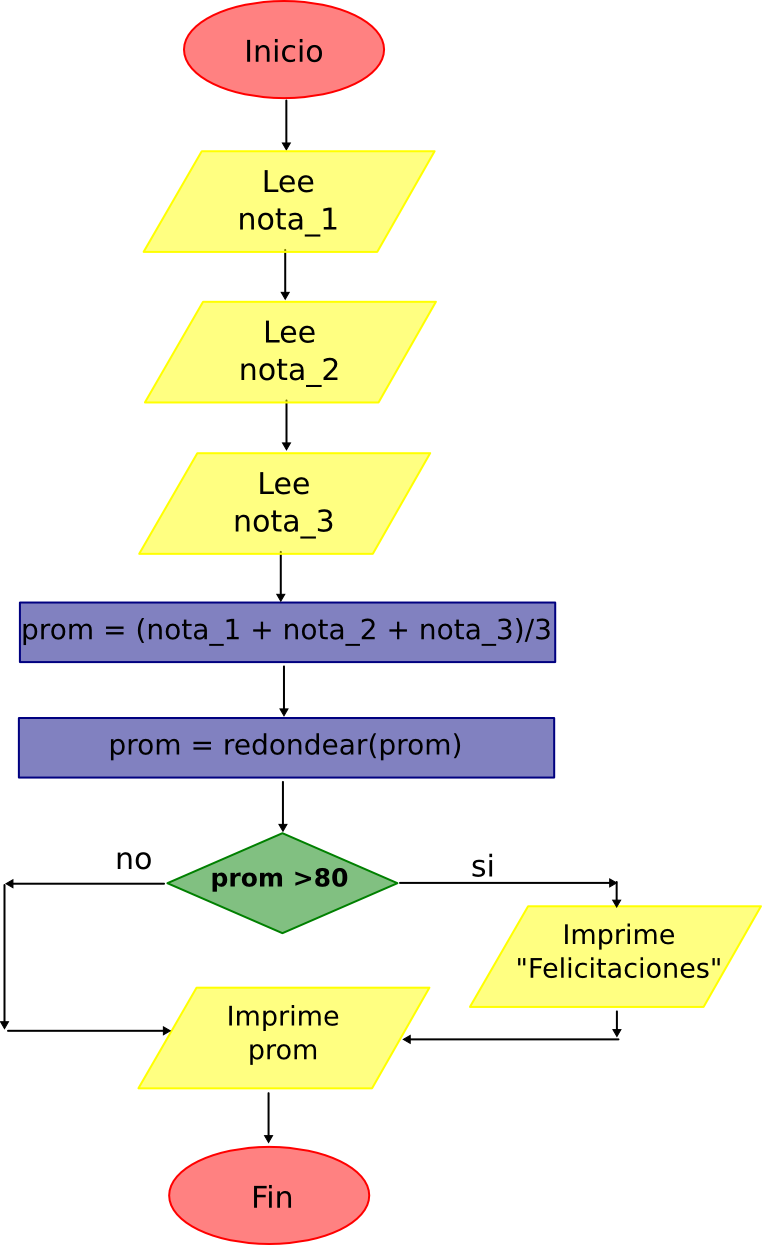 Inicio
Lee
nota_1
Lee
nota_2
Lee
nota_3
prom = (nota_1 + nota_2 + nota_3)/3
prom = redondear(prom)
no
prom >80
si
Imprime
"Felicitaciones"
Imprime
prom
Fin